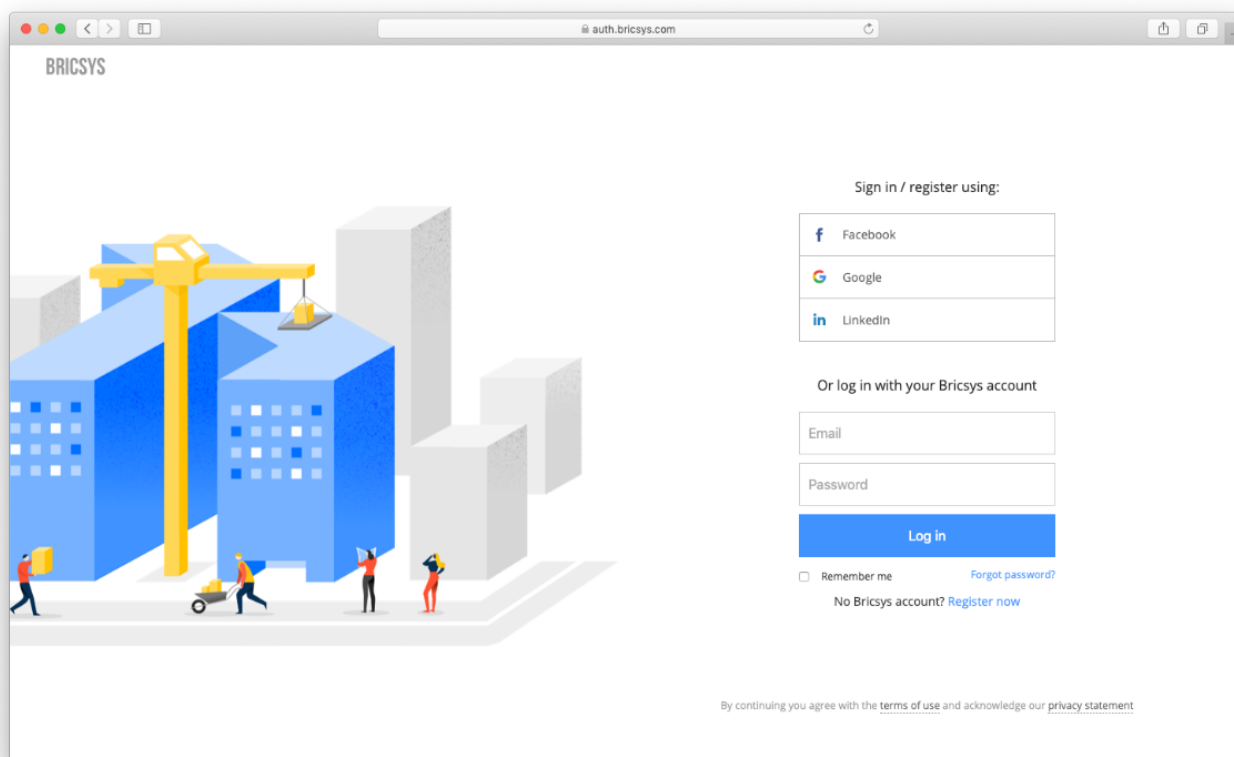 auth.bricsys.com
BRICSYS
Sign in / register using:
Facebook
Google
LinkedIn
Or log in with your Bricsys account
Email
Password
Log in
Remember me
Forgot password?
No Bricsys account? Register now
By continuing you agree with the terms of use and acknowledge our privacy statement